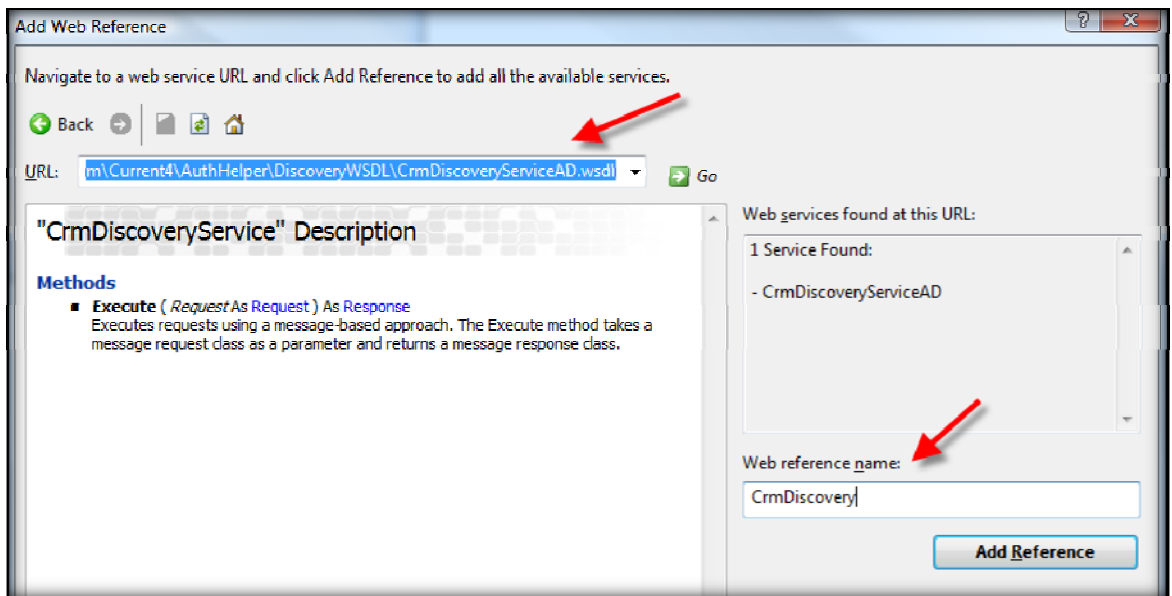 Add Web Reference
Navigate to a web service URL and click Add Reference to add all the available services.
Back
URL: m\Current4\AuthHelper\DiscoveryWSDL\CrmDiscoveryServiceAD.wsdl Go
"CrmDiscoveryService" Description
Methods
Execute ( Request As Request ) As Response
Executes requests using a message-based approach. The Execute method takes a
message request class as a parameter and returns a message response class.
Web services found at this URL:
1 Service Found:
- CrmDiscoveryServiceAD
Web reference name:
CrmDiscovery
Add Reference